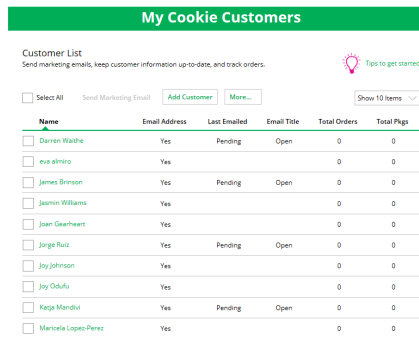 My Cookie Customers
Customer List
Send marketing emails, keep customer information up-to-date, and track orders.
Tips to get started
Select All Send Marketing Email Add Customer More... Show 10 Items
Name Email Address Last Emailed Email Title Total Orders Total Pkgs
Darren Waithe Yes Pending Open 0 0
eva almiro Yes 0 0
James Brinson Yes Pending Open 0 0
Jasmin Williams Yes 0 0
Joan Gearheert Yes 0 0
Jorge Ruiz Yes Pending Open 0 0
Joy Johnson Yes 0 0
Joy Odufu Yes 0 0
Katja Mandivi Yes Pending Open 0 0
Maricela Lopez-Perez Yes 0 0